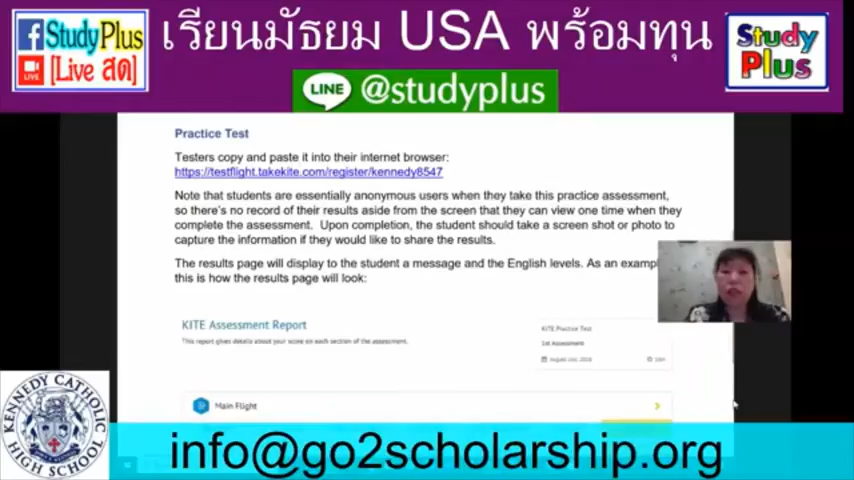 StudyPlus
LIVE [Live สด]
เรียนมัธยม USA พร้อมทุน
Study
Plus
LINE @studyplus
Practice Test
Testers copy and paste it into their internet browser:
https://testflight.takekite.com/register/kennedy8547
Note that students are essentially anonymous users when they take this practice assessment,
so there's no record of their results aside from the screen that they can view one time when they
complete the assessment. Upon completion, the student should take a screen shot or photo to
capture the information if they would like to share the results.
The results page will display to the student a message and the English levels. As an examp
this is how the results page will look:
KITE Assessment Report
This report gives details about your score on each section of the assessment.
KITE Practice Test
1st Assessment
Main Flight
KENNEDY CATHOLIC
HIGH SCHOOL
info@go2scholarship.org